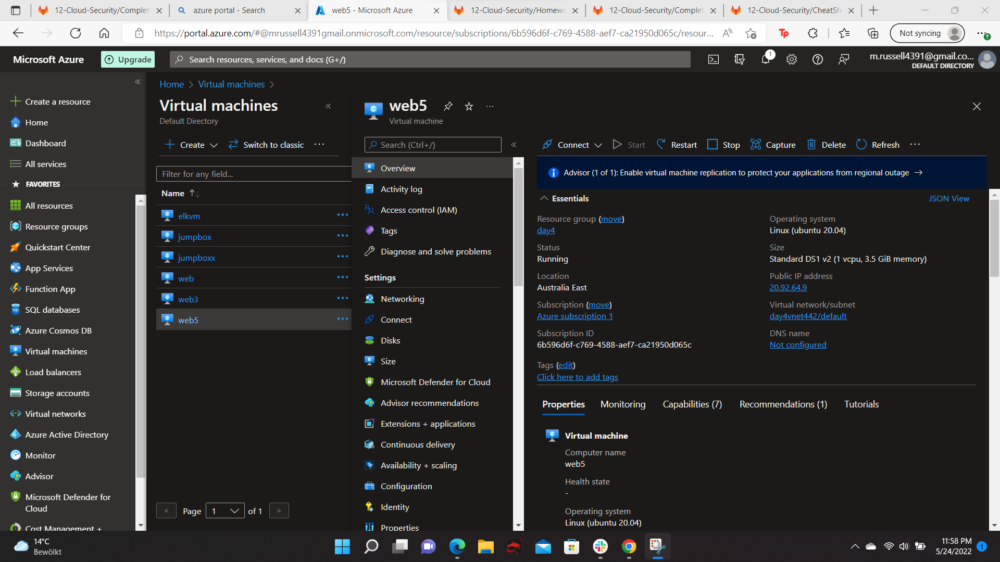 12-Cloud-Security/Complet
azure portal - Search
web5 - Microsoft Azure
12-Cloud-Security/Homewo
12-Cloud-Security/Complet
12-Cloud-Security/CheatSh
https://portal.azure.com/#@mrussell4391gmail.onmicrosoft.com/resource/subscriptions/6b596d6f-c769-4588-aef7-ca21950d065c/resour...
Tp
Not syncing
Microsoft Azure
Upgrade
Search resources, services, and docs (G+/)
1
m.russell4391@gmail.co...
DEFAULT DIRECTORY
Create a resource
Home
Dashboard
All services
FAVORITES
All resources
Resource groups
Quickstart Center
App Services
Function App
SQL databases
Azure Cosmos DB
Virtual machines
Load balancers
Storage accounts
Virtual networks
Azure Active Directory
Monitor
Advisor
Microsoft Defender for
Cloud
Cost Management +
Home > Virtual machines >
Virtual machines
Default Directory
Create
Switch to classic
Filter for any field...
Name
elkvm
jumpbox
jumpboxx
web
web3
web5
< Page 1 of 1 >
web5
Virtual machine
Search (Ctrl+/)
Overview
Activity log
Access control (IAM)
Tags
Diagnose and solve problems
Settings
Networking
Connect
Disks
Size
Microsoft Defender for Cloud
Advisor recommendations
Extensions + applications
Continuous delivery
Availability + scaling
Configuration
Identity
Properties
Connect
Start
Restart
Stop
Capture
Delete
Refresh
Advisor (1 of 1): Enable virtual machine replication to protect your applications from regional outage →
Essentials
JSON View
Resource group (move)
day4
Status
Running
Location
Australia East
Subscription (move)
Azure subscription 1
Subscription ID
6b596d6f-c769-4588-aef7-ca21950d065c
Operating system
Linux (ubuntu 20.04)
Size
Standard DS1 v2 (1 vcpu, 3.5 GiB memory)
Public IP address
20.92.64.9
Virtual network/subnet
day4vnet442/default
DNS name
Not configured
Tags (edit)
Click here to add tags
Properties
Monitoring
Capabilities (7)
Recommendations (1)
Tutorials
Virtual machine
Computer name
web5
Health state
-
Operating system
Linux (ubuntu 20.04)
14°C
Bewölkt
11:58 PM
5/24/2022
1